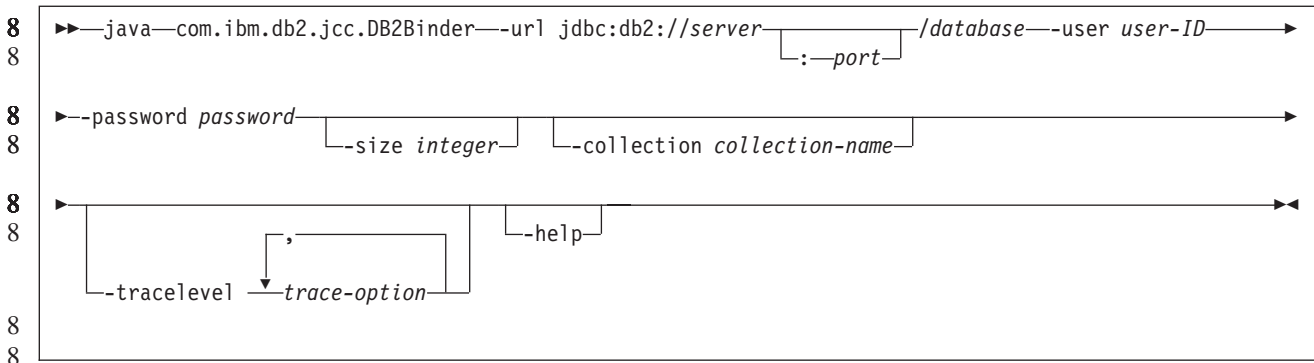 8 java com.ibm.db2.jcc.DB2Binder -url jdbc:db2://server /database -user user-ID
8 : port
8 -password password
8 -size integer -collection collection-name
8
8 , -help
-tracelevel trace-option
8
8